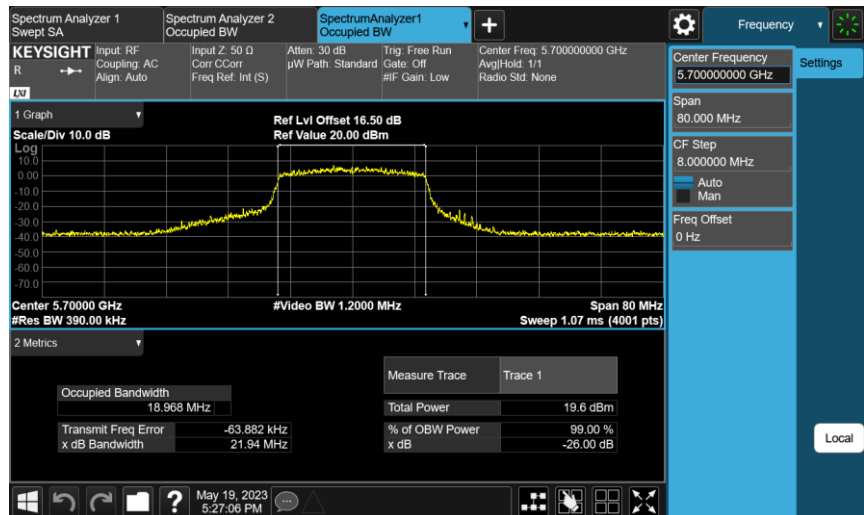 Spectrum Analyzer 1
Swept SA
Spectrum Analyzer 2
Occupied BW
SpectrumAnalyzer1
Occupied BW
Frequency
KEYSIGHT
R
LXI
Input: RF
Coupling: AC
Align: Auto
Input Z: 50 Ω
Corr CCorr
Freq Ref: Int (S)
Atten: 30 dB
µW Path: Standard
Trig: Free Run
Gate: Off
#IF Gain: Low
Center Freq: 5.700000000 GHz
Avg|Hold: 1/1
Radio Std: None
1 Graph
Scale/Div 10.0 dB
Ref Lvl Offset 16.50 dB
Ref Value 20.00 dBm
Log
10.0
0.00
-10.0
-20.0
-30.0
-40.0
-50.0
-60.0
-70.0
Center 5.70000 GHz
#Res BW 390.00 kHz
#Video BW 1.2000 MHz
Span 80 MHz
Sweep 1.07 ms (4001 pts)
2 Metrics
Measure Trace Trace 1
Occupied Bandwidth
18.968 MHz
Total Power 19.6 dBm
Transmit Freq Error -63.882 kHz
% of OBW Power 99.00 %
x dB Bandwidth 21.94 MHz
x dB -26.00 dB
Center Frequency
5.700000000 GHz
Settings
Span
80.000 MHz
CF Step
8.000000 MHz
Auto
Man
Freq Offset
0 Hz
Local
?
May 19, 2023
5:27:06 PM